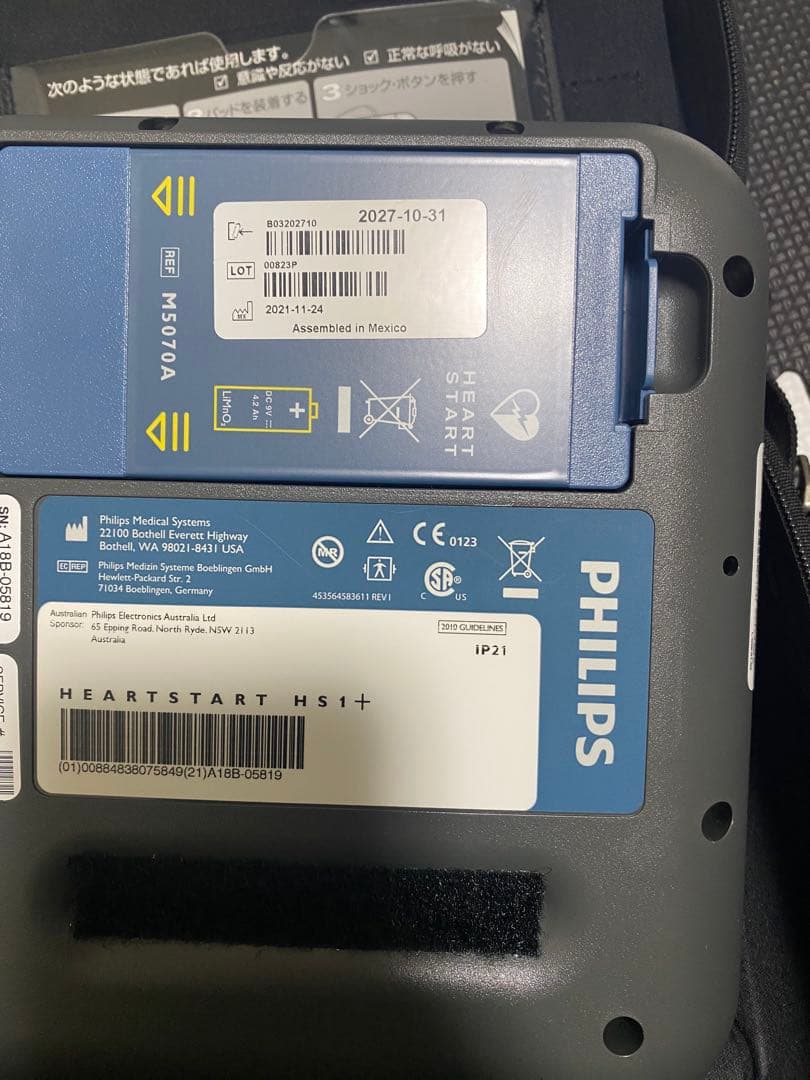 次のような状態であれば使用します。
☑ 意識や反応がない ☑ 正常な呼吸がない
パッドを装着する
3 ショック・ボタンを押す
B03202710
2027-10-31
LOT
00823P
2021-11-24
MX
Assembled in Mexico
REF
M5070A
DC 9V
4.2 Ah
LiMnO2
+
HEART
START
SN: A18B-05819
Philips Medical Systems
22100 Bothell Everett Highway
Bothell, WA 98021-8431 USA
EC REP
Philips Medizin Systeme Boeblingen GmbH
Hewlett-Packard Str. 2
71034 Boeblingen, Germany
MR
CE 0123
453564583611 REV I
C US
PHILIPS
Australian Sponsor:
Philips Electronics Australia Ltd
65 Epping Road, North Ryde, NSW 2113
Australia
2010 GUIDELINES
IP21
HEARTSTART HS1+
(01)00884838075849(21)A18B-05819